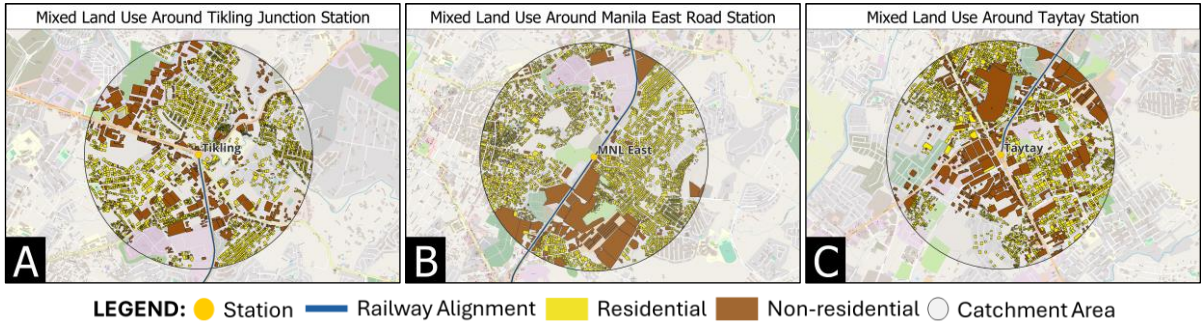 Mixed Land Use Around Tikling Junction Station
Mixed Land Use Around Manila East Road Station
Mixed Land Use Around Taytay Station
Tikling
MNL East
Taytay
A
B
C
LEGEND: Station Railway Alignment Residential Non-residential Catchment Area